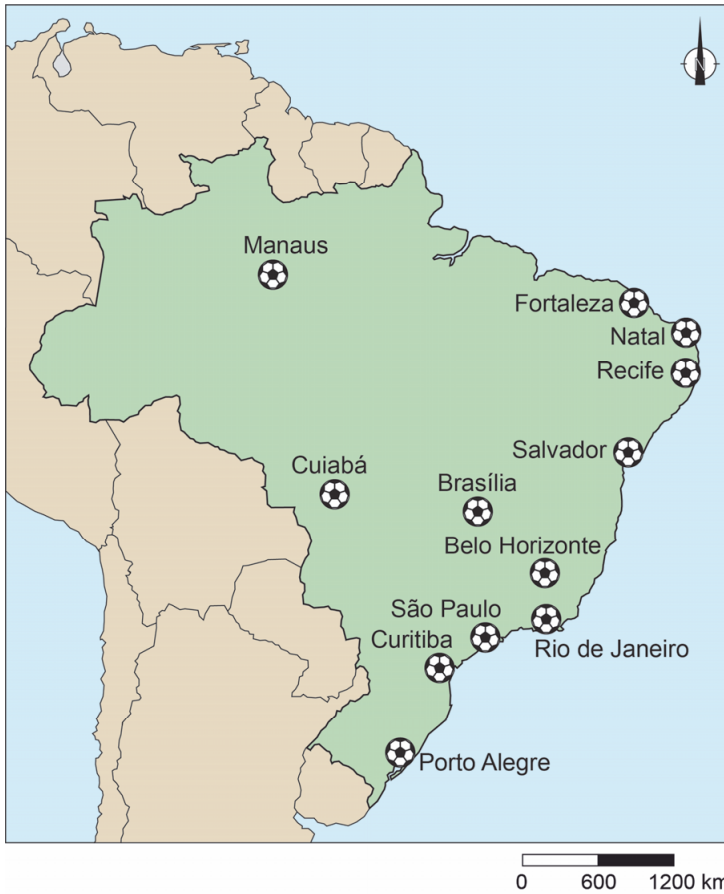 N
Manaus
Fortaleza
Natal
Recife
Salvador
Cuiabá
Brasília
Belo Horizonte
São Paulo
Curitiba
Rio de Janeiro
Porto Alegre
0 600 1200 km